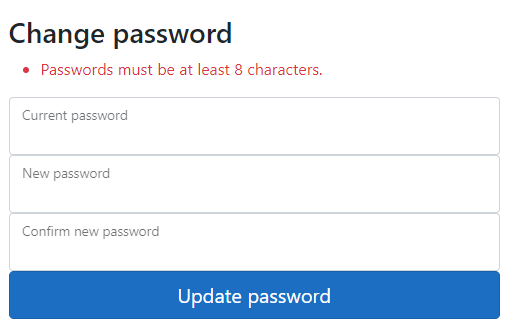 Change password
Passwords must be at least 8 characters.
Current password
New password
Confirm new password
Update password